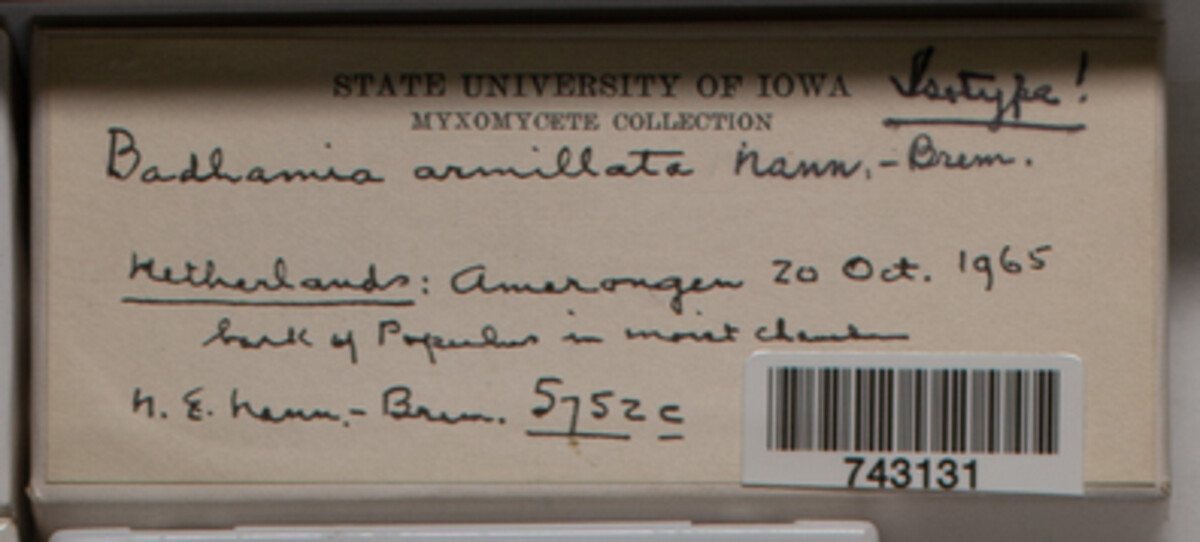 STATE UNIVERSITY OF IOWA Isotype!
MYXOMYCETE COLLECTION
Badhamia armillata Nann.-Brem.
Netherlands: Amerongen 20 Oct. 1965
bark of Populus in moist chamber
N. E. Nann.-Brem. 5752c
743131